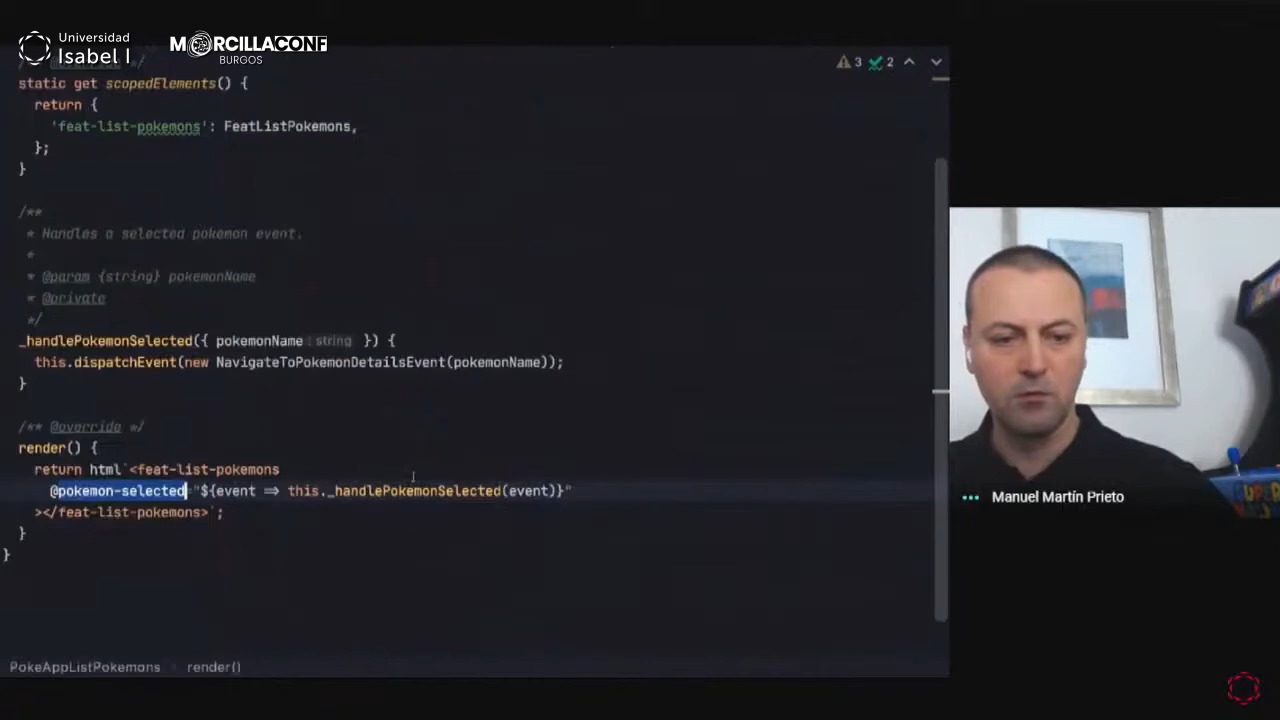 Universidad
Isabel I
MORCILLACONF
BURGOS
*/
static get scopedElements() {
return {
'feat-list-pokemons': FeatListPokemons,
};
}
/**
* Handles a selected pokemon event.
*
* @param {string} pokemonName
* @private
*/
_handlePokemonSelected({ pokemonName : string }) {
this.dispatchEvent(new NavigateToPokemonDetailsEvent(pokemonName));
}
/** @override */
render() {
return html`<feat-list-pokemons
@pokemon-selected="${event => this._handlePokemonSelected(event)}"
></feat-list-pokemons>`;
}
}
3 2
PokeAppListPokemons render()
Manuel Martín Prieto